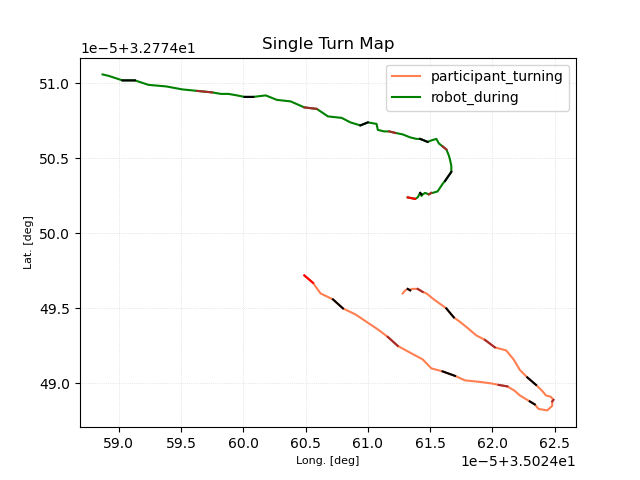 Single Turn Map
1e−5+3.2774e1
participant_turning
robot_during
51.0
50.5
50.0
49.5
49.0
Lat. [deg]
59.0 59.5 60.0 60.5 61.0 61.5 62.0 62.5
Long. [deg]
1e−5+3.5024e1